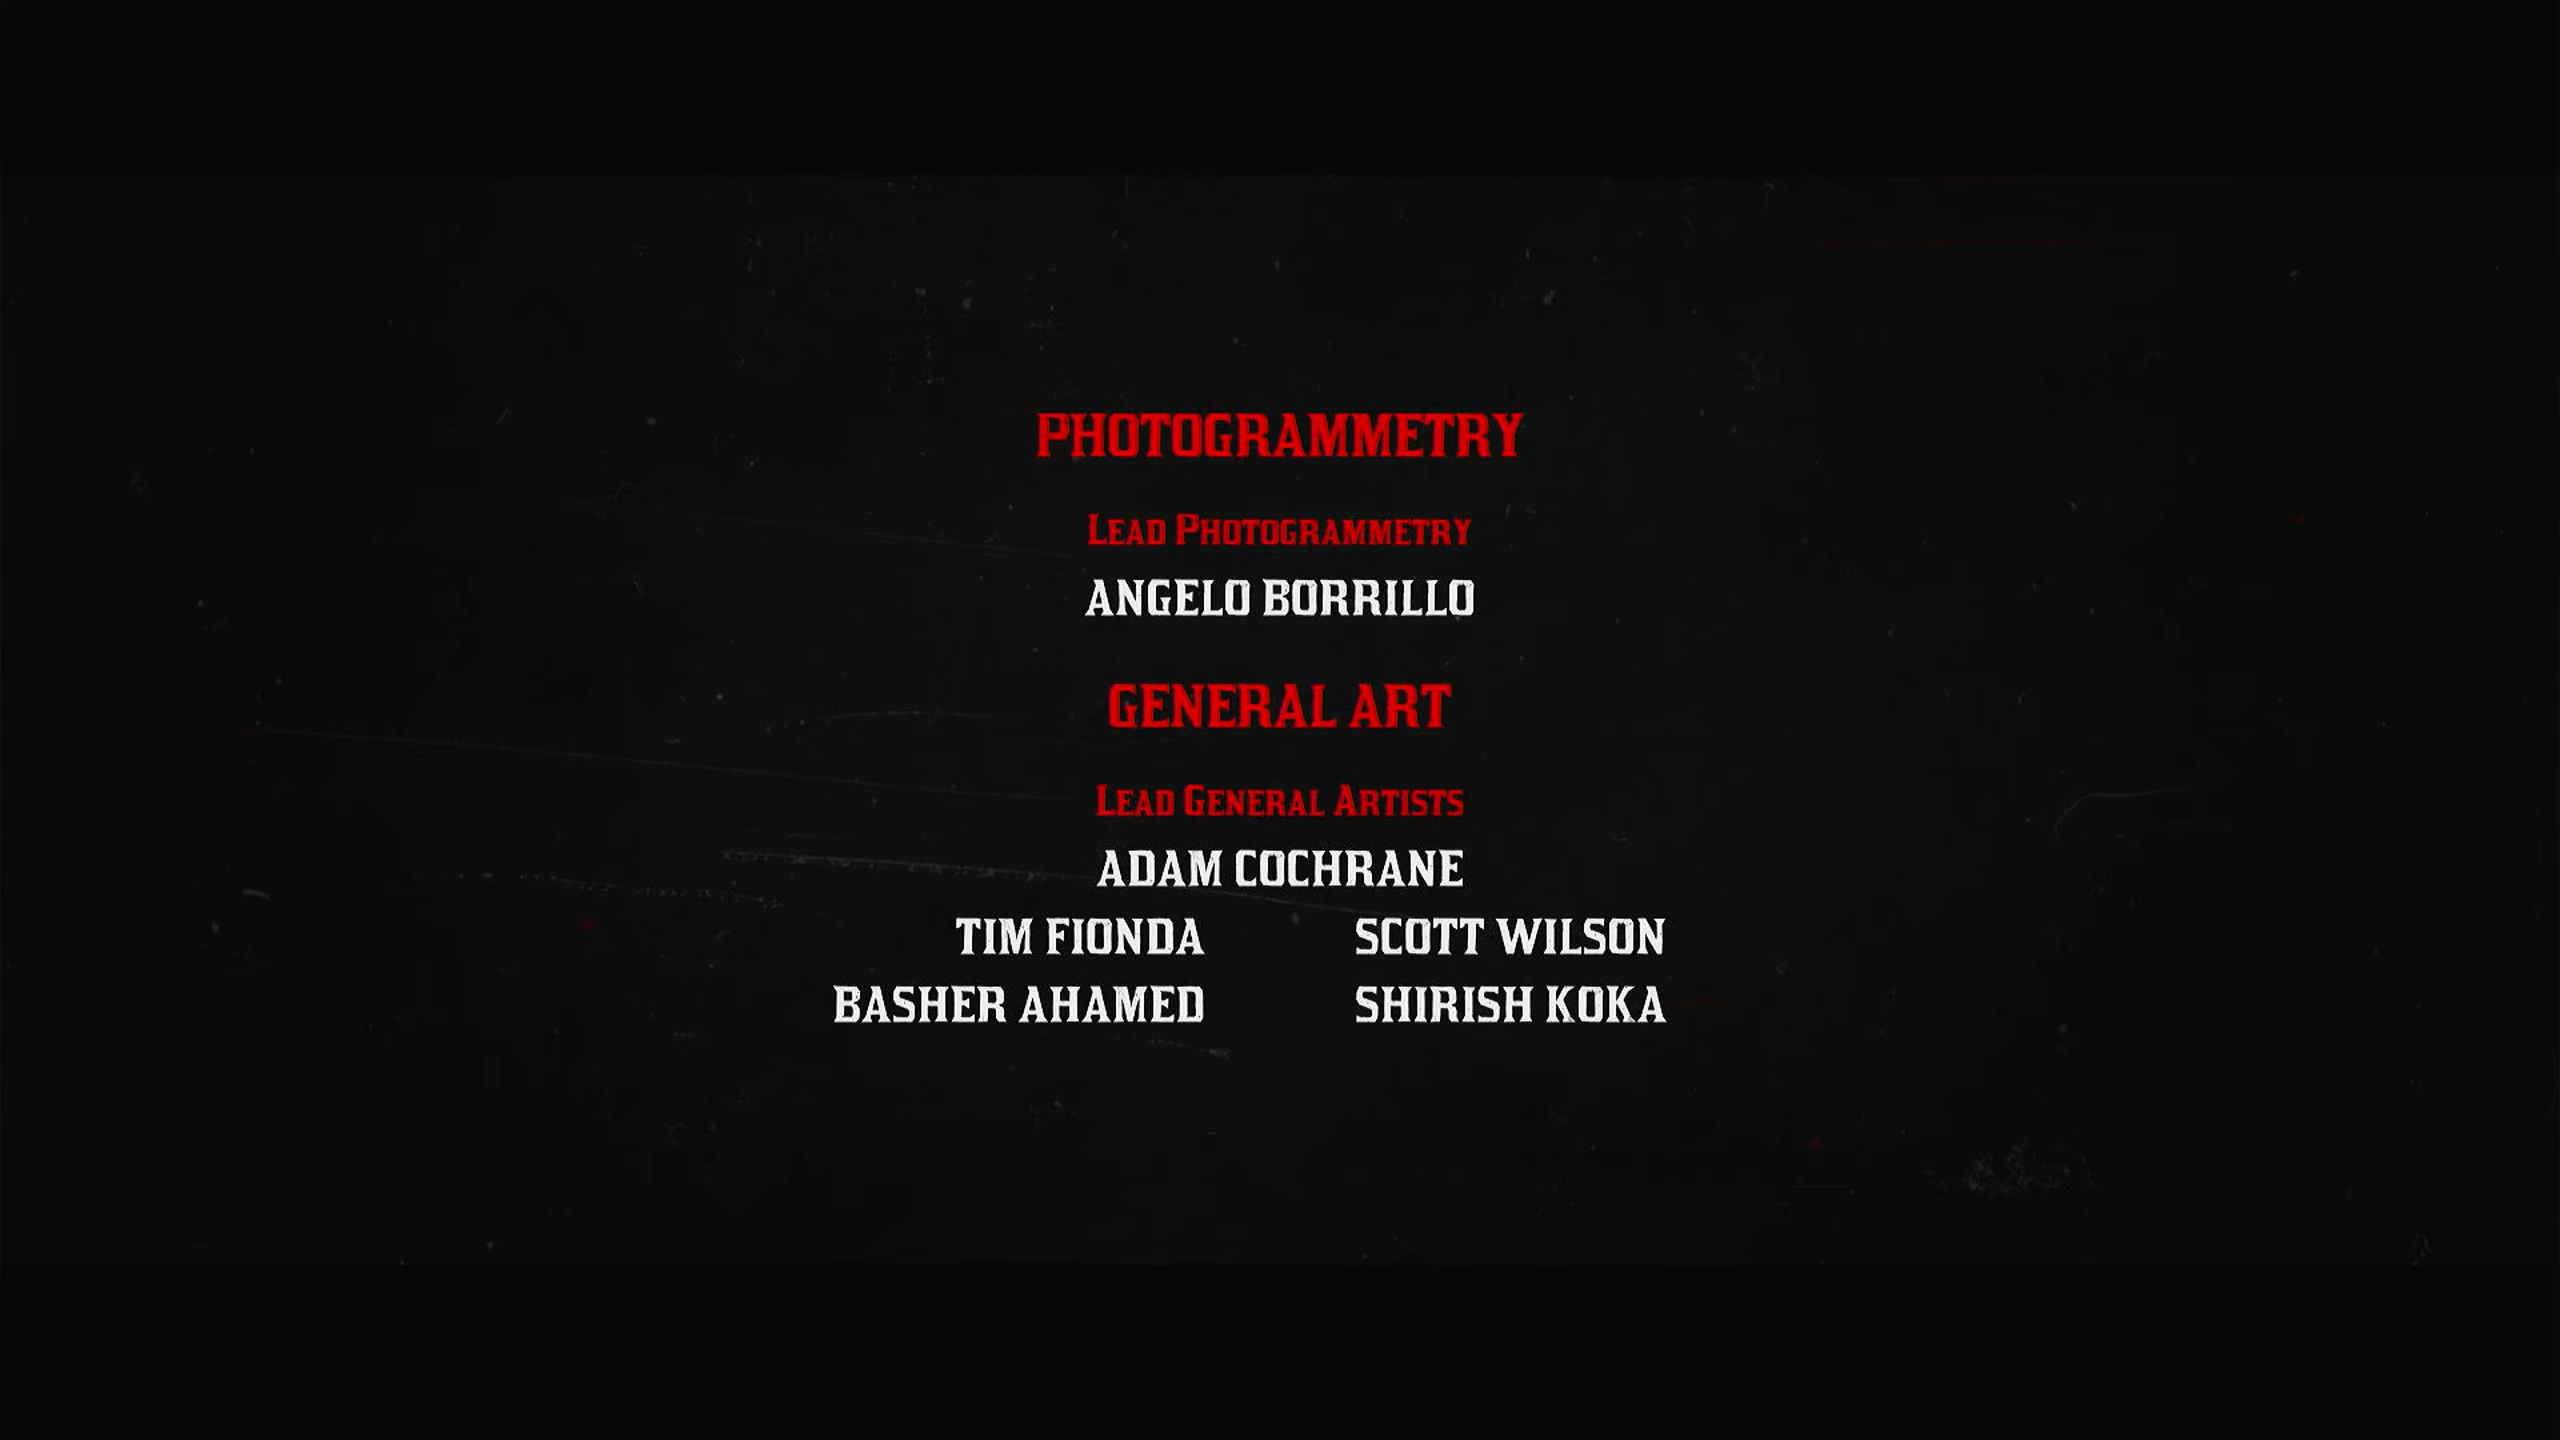 PHOTOGRAMMETRY
LEAD PHOTOGRAMMETRY
ANGELO BORRILLO
GENERAL ART
LEAD GENERAL ARTISTS
ADAM COCHRANE
TIM FIONDA SCOTT WILSON
BASHER AHAMED SHIRISH KOKA